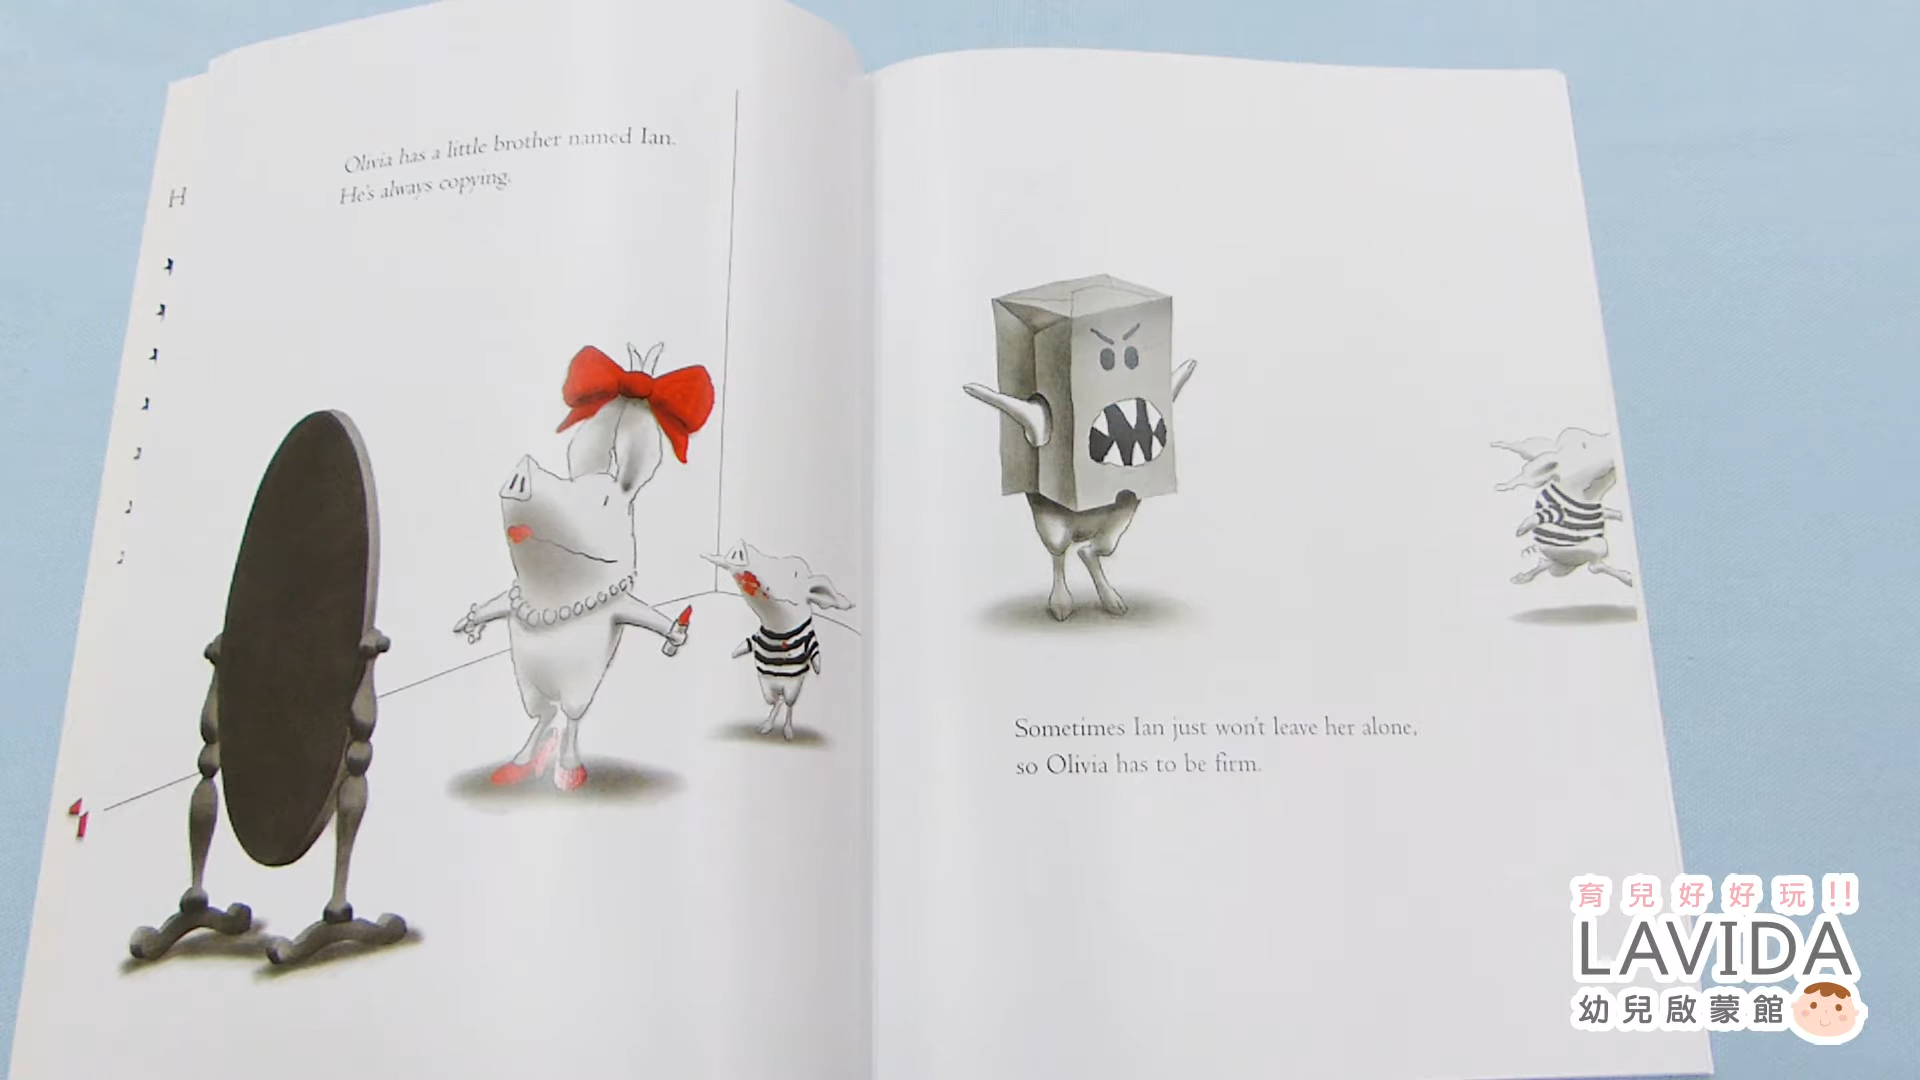 Olivia has a little brother named Ian.
He's always copying.
H
Sometimes Ian just won't leave her alone,
so Olivia has to be firm.
育兒好好玩!!
LAVIDA
幼兒啟蒙館